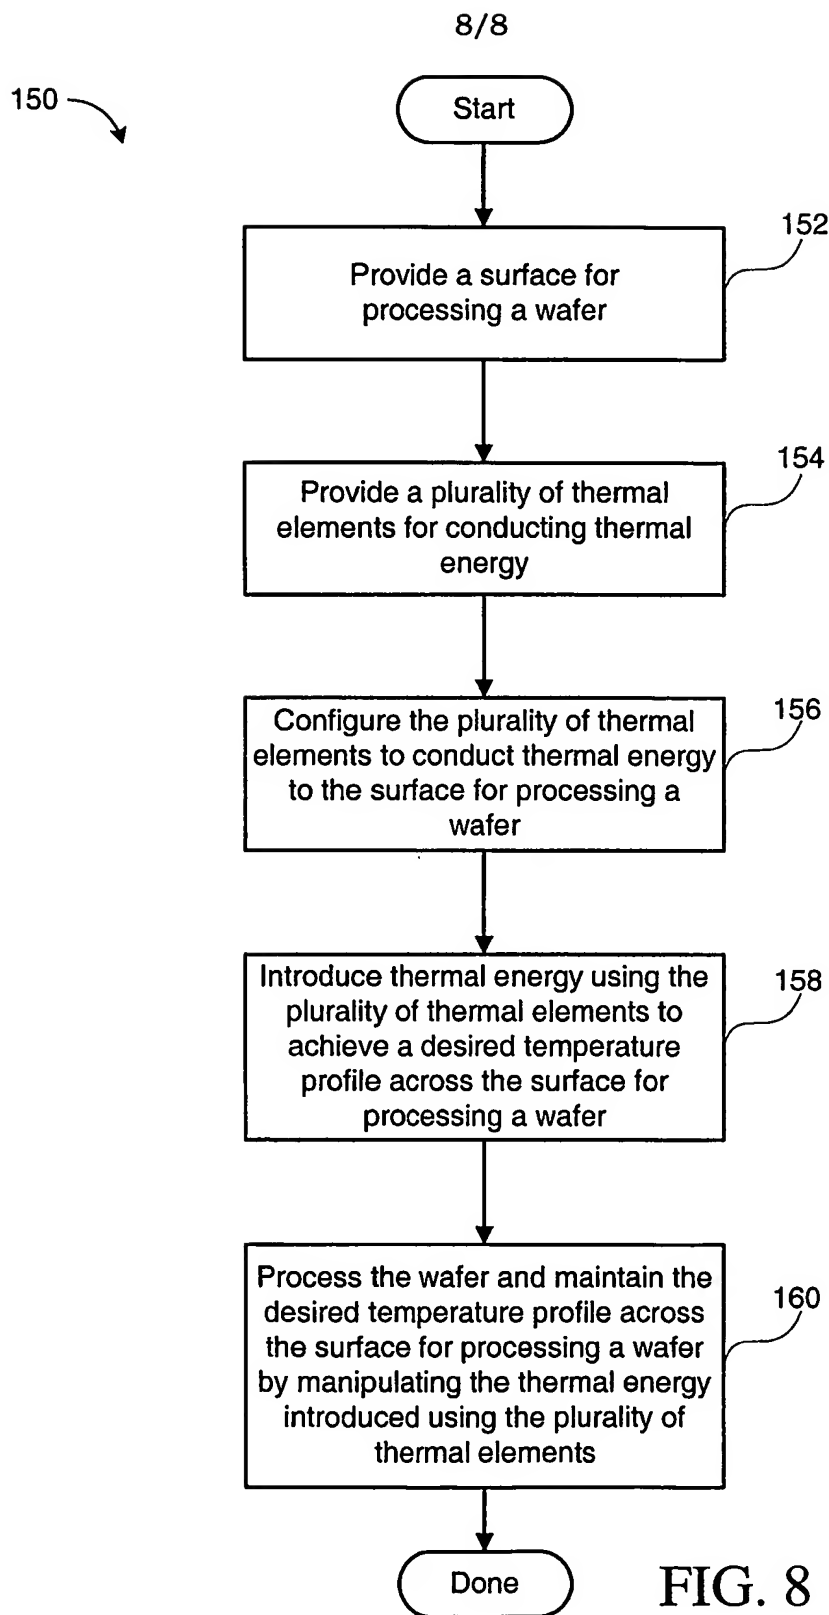 8/8
150
Start
152
Provide a surface for
processing a wafer
154
Provide a plurality of thermal
elements for conducting thermal
energy
156
Configure the plurality of thermal
elements to conduct thermal energy
to the surface for processing a
wafer
158
Introduce thermal energy using the
plurality of thermal elements to
achieve a desired temperature
profile across the surface for
processing a wafer
160
Process the wafer and maintain the
desired temperature profile across
the surface for processing a wafer
by manipulating the thermal energy
introduced using the plurality of
thermal elements
Done
FIG. 8